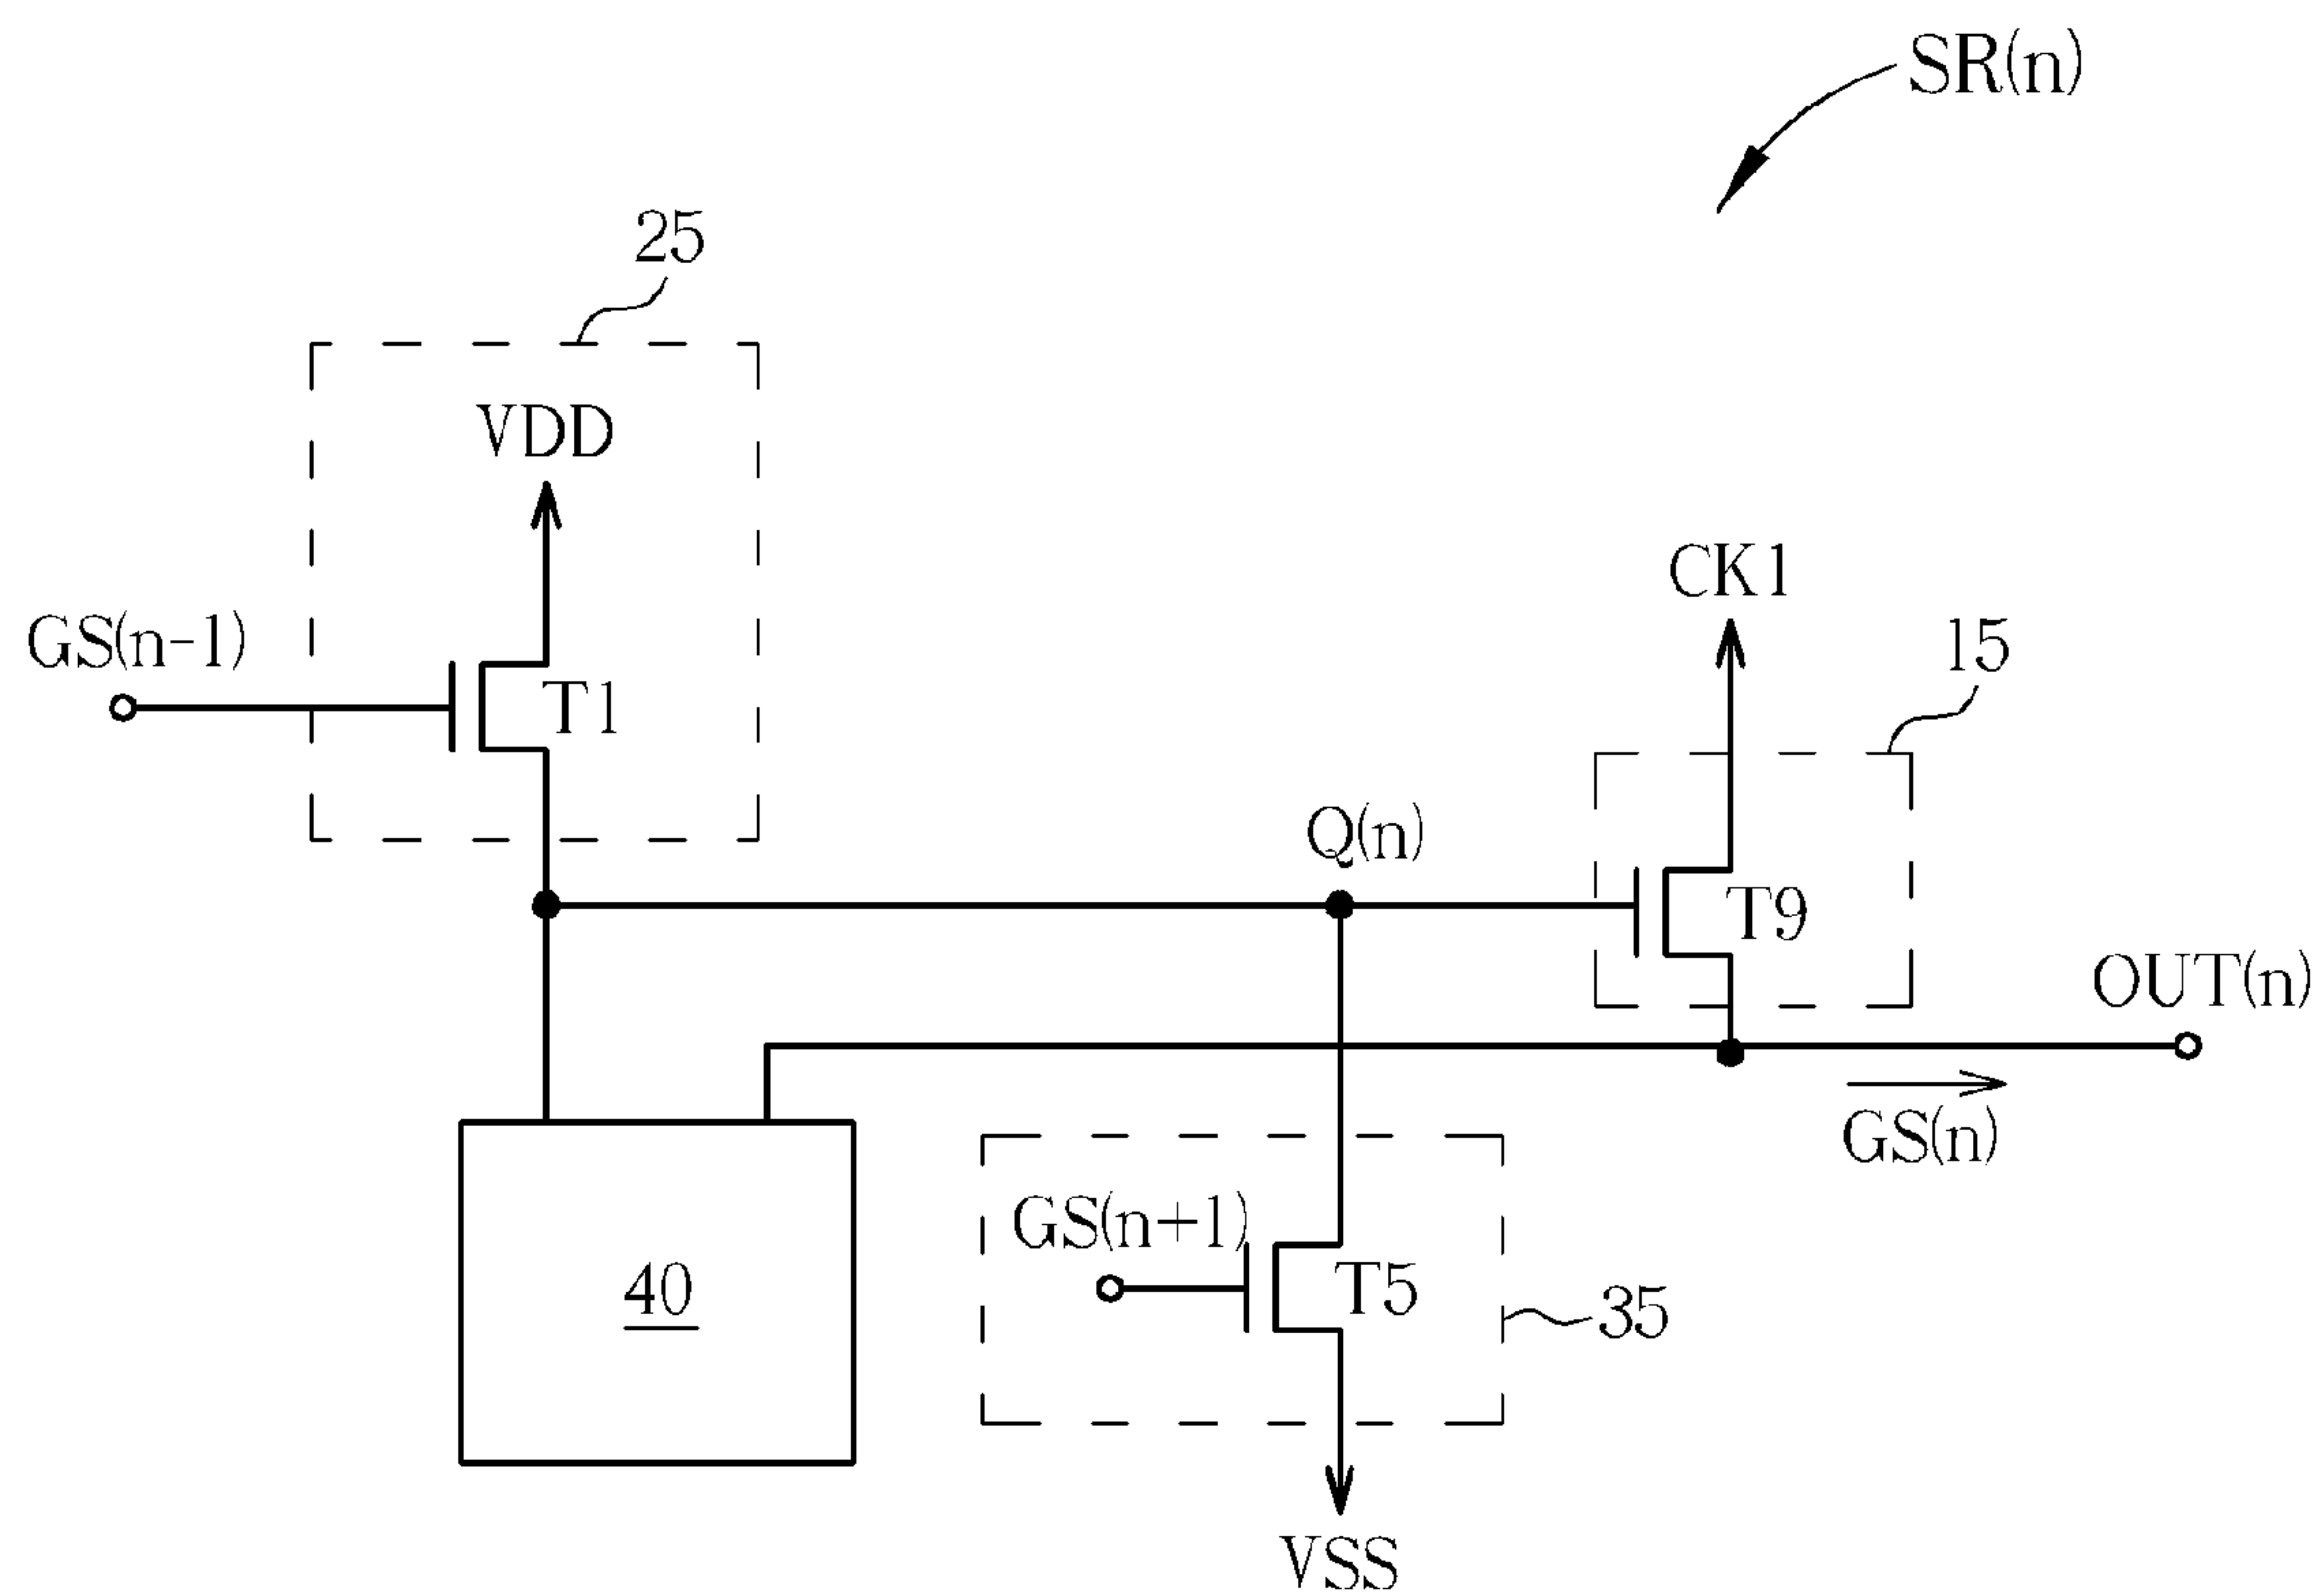 SR(n)
25
VDD
CK1
GS(n-1)
15
T1
Q(n)
T9
OUT(n)
GS(n)
GS(n+1)
40
T5
35
VSS